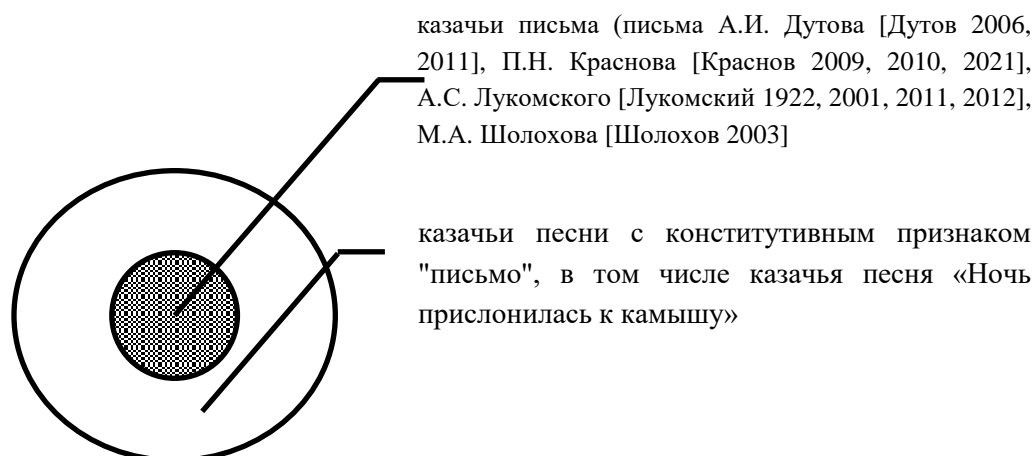 казачьи письма (письма А.И. Дутова [Дутов 2006,
2011], П.Н. Краснова [Краснов 2009, 2010, 2021],
А.С. Лукомского [Лукомский 1922, 2001, 2011, 2012],
М.А. Шолохова [Шолохов 2003]
казачьи песни с конститутивным признаком
"письмо", в том числе казачья песня «Ночь
прислонилась к камышу»